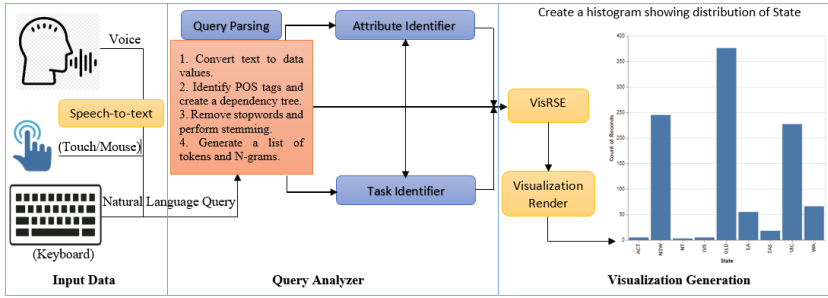 Voice
Speech-to-text
(Touch/Mouse)
Natural Language Query
(Keyboard)
Input Data
Query Parsing
1. Convert text to data
values.
2. Identify POS tags and
create a dependency tree.
3. Remove stopwords and
perform stemming.
4. Generate a list of
tokens and N-grams.
Attribute Identifier
Task Identifier
Query Analyzer
VisRSE
Visualization
Render
Create a histogram showing distribution of State
Count of Records
400
350
300
250
200
150
100
50
0
ACT
NSW
NT
O/S
QLD
SA
TAS
VIC
WA
State
Visualization Generation